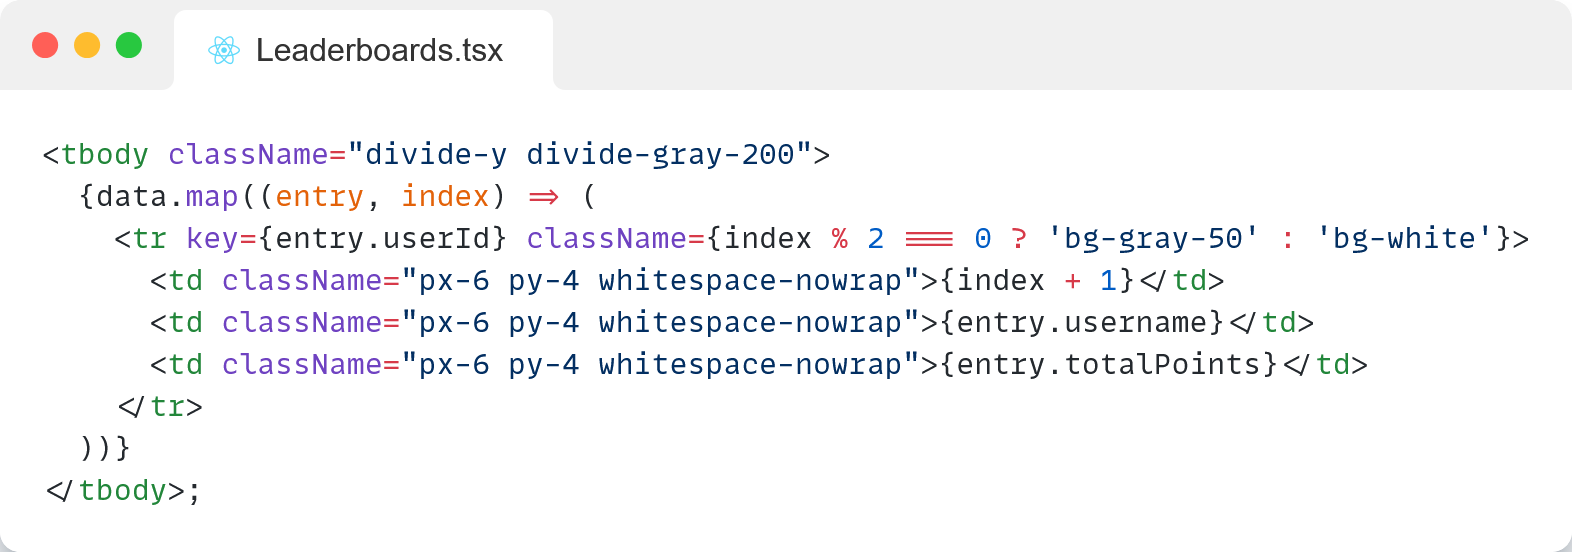 Leaderboards.tsx
<tbody className="divide-y divide-gray-200">
  {data.map((entry, index) => (
    <tr key={entry.userId} className={index % 2 === 0 ? 'bg-gray-50' : 'bg-white'}>
      <td className="px-6 py-4 whitespace-nowrap">{index + 1}</td>
      <td className="px-6 py-4 whitespace-nowrap">{entry.username}</td>
      <td className="px-6 py-4 whitespace-nowrap">{entry.totalPoints}</td>
    </tr>
  ))}
</tbody>;